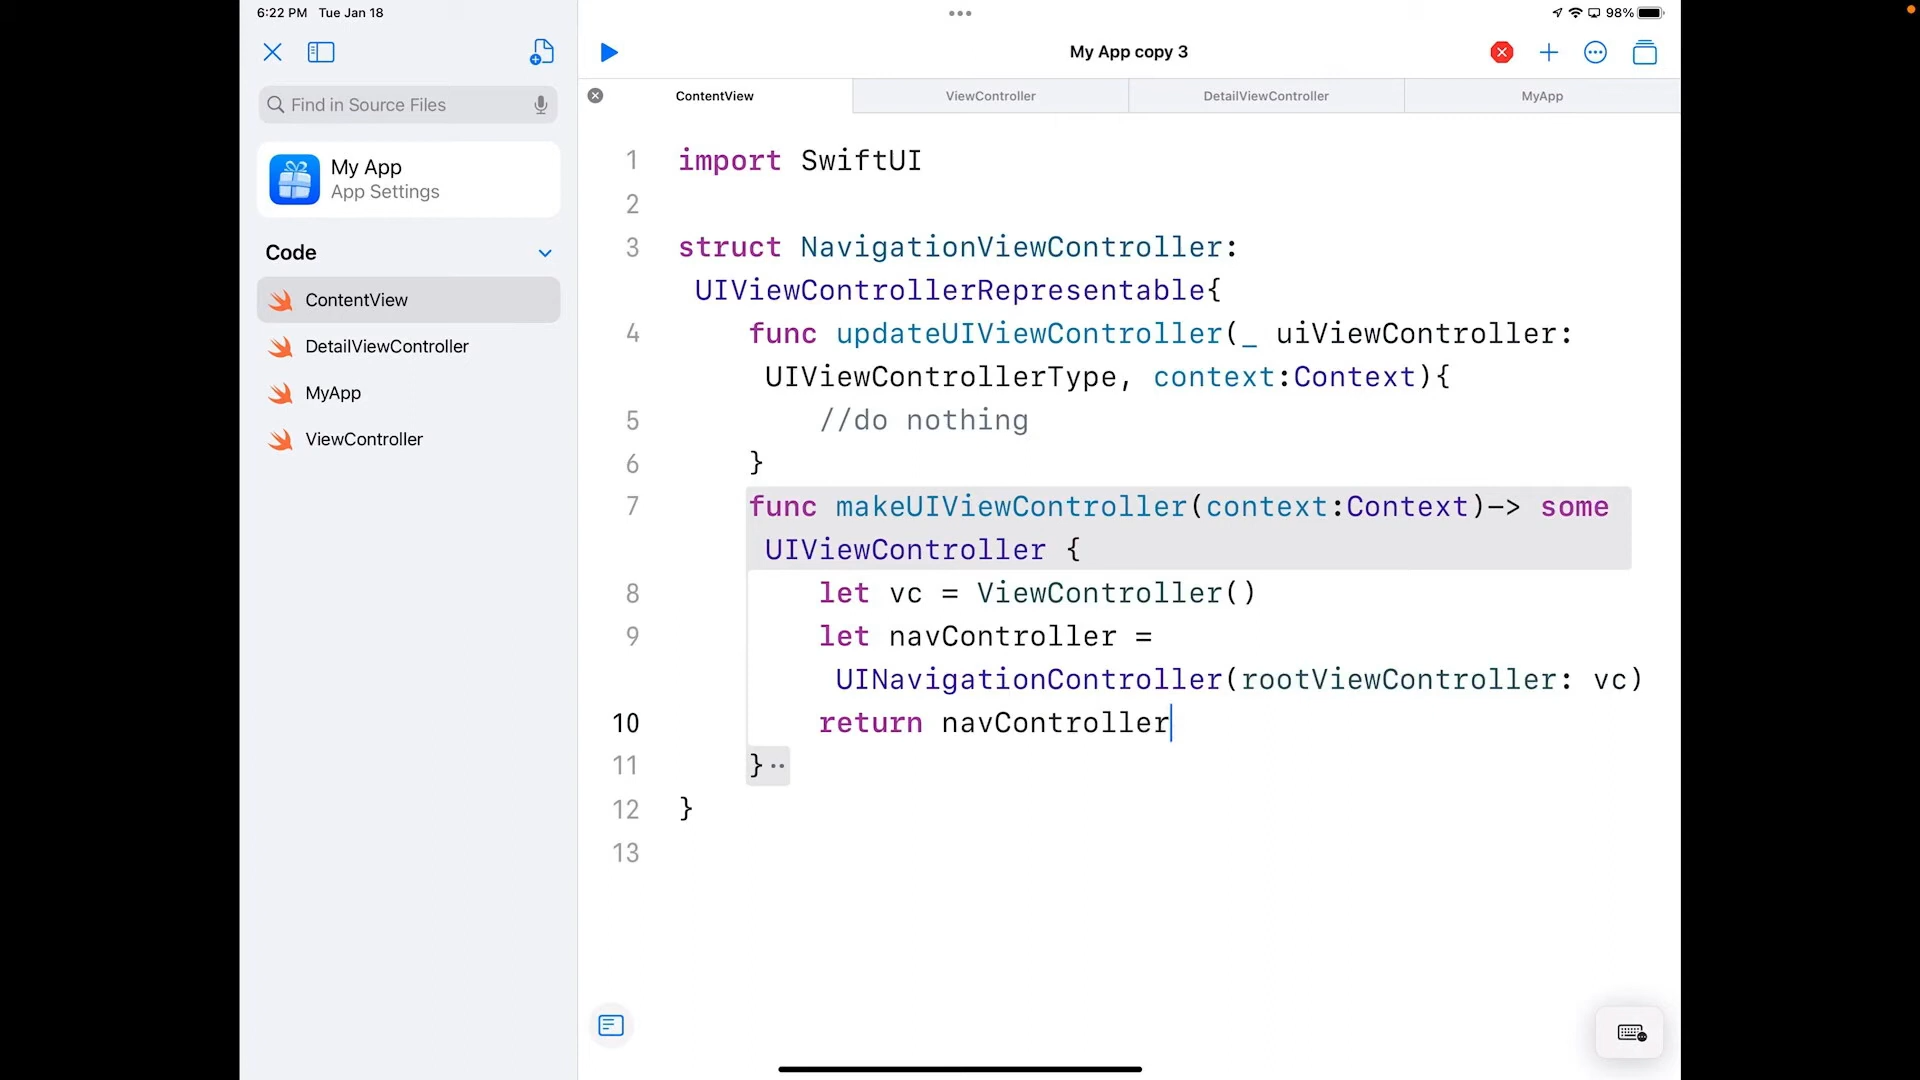 6:22 PM Tue Jan 18
98%
My App copy 3
Find in Source Files
My App
App Settings
Code
ContentView
DetailViewController
MyApp
ViewController
ContentView
ViewController
DetailViewController
MyApp
1 import SwiftUI
2
3 struct NavigationViewController:
UIViewControllerRepresentable{
4 func updateUIViewController(_ uiViewController:
UIViewControllerType, context:Context){
5 //do nothing
6 }
7 func makeUIViewController(context:Context)-> some
UIViewController {
8 let vc = ViewController()
9 let navController =
UINavigationController(rootViewController: vc)
10 return navController
11 }
12 }
13